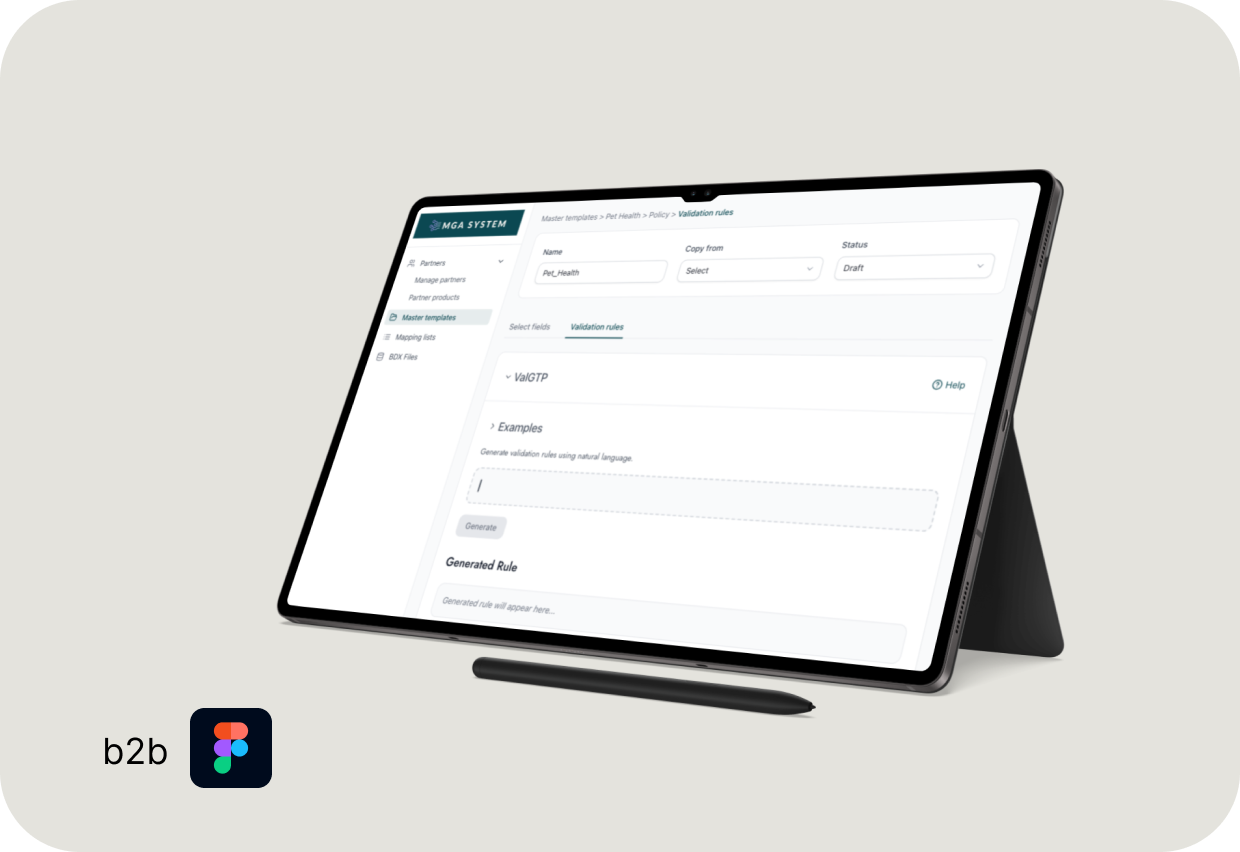 MGA SYSTEM
Partners
Manage partners
Partner products
Master templates
Mapping lists
BDX Files
Master templates > Pet Health > Policy > Validation rules
Name
Copy from
Status
Pet_Health
Select
Draft
Select fields
Validation rules
ValGTP
Help
Examples
Generate validation rules using natural language.
Generate
Generated Rule
Generated rule will appear here...
b2b